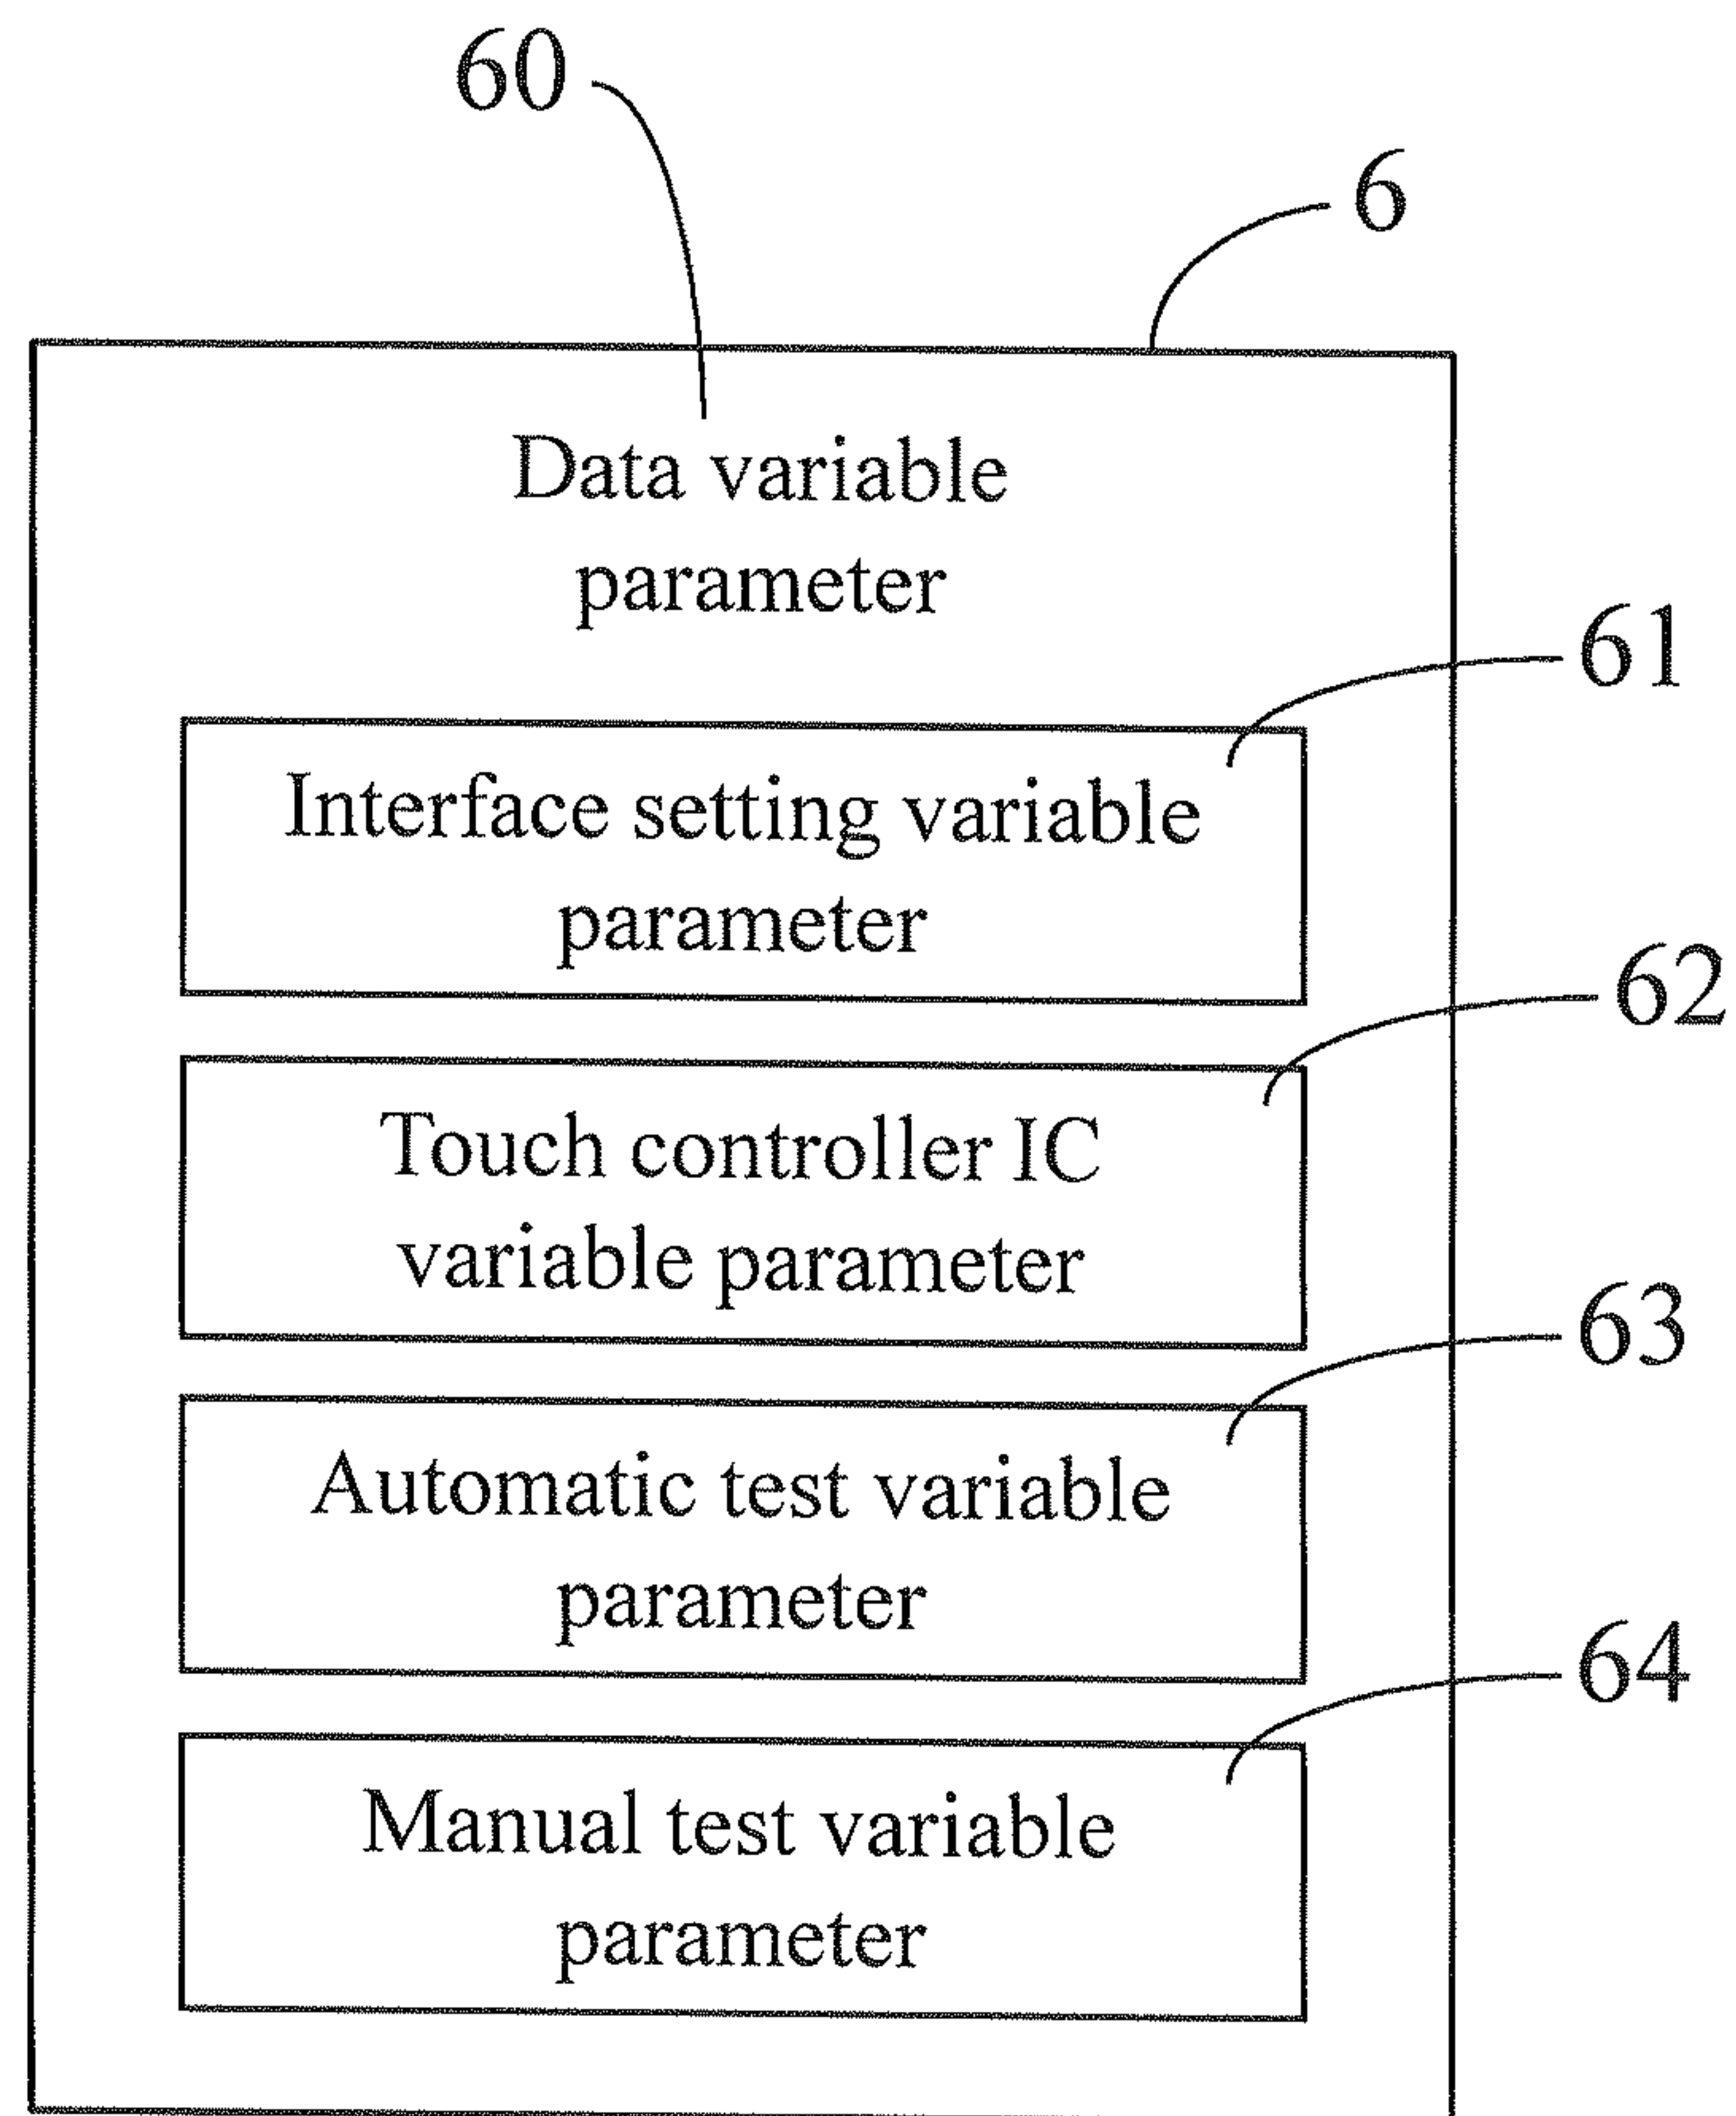 60
6
Data variable
parameter
61
Interface setting variable
parameter
62
Touch controller IC
variable parameter
63
Automatic test variable
parameter
64
Manual test variable
parameter